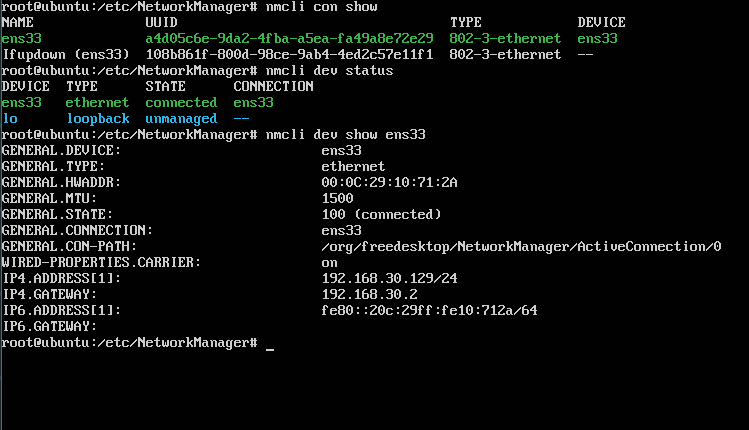 root@ubuntu:/etc/NetworkManager# nmcli con show
NAME UUID TYPE DEVICE
ens33 a4d05c6e-9da2-4fba-a5ea-fa49a8e72e29 802-3-ethernet ens33
Ifupdown (ens33) 108b861f-800d-98ce-9ab4-4ed2c57e11f1 802-3-ethernet --
root@ubuntu:/etc/NetworkManager# nmcli dev status
DEVICE TYPE STATE CONNECTION
ens33 ethernet connected ens33
lo loopback unmanaged --
root@ubuntu:/etc/NetworkManager# nmcli dev show ens33
GENERAL.DEVICE: ens33
GENERAL.TYPE: ethernet
GENERAL.HWADDR: 00:0C:29:10:71:2A
GENERAL.MTU: 1500
GENERAL.STATE: 100 (connected)
GENERAL.CONNECTION: ens33
GENERAL.CON-PATH: /org/freedesktop/NetworkManager/ActiveConnection/0
WIRED-PROPERTIES.CARRIER: on
IP4.ADDRESS[1]: 192.168.30.129/24
IP4.GATEWAY: 192.168.30.2
IP6.ADDRESS[1]: fe80::20c:29ff:fe10:712a/64
IP6.GATEWAY:
root@ubuntu:/etc/NetworkManager# _